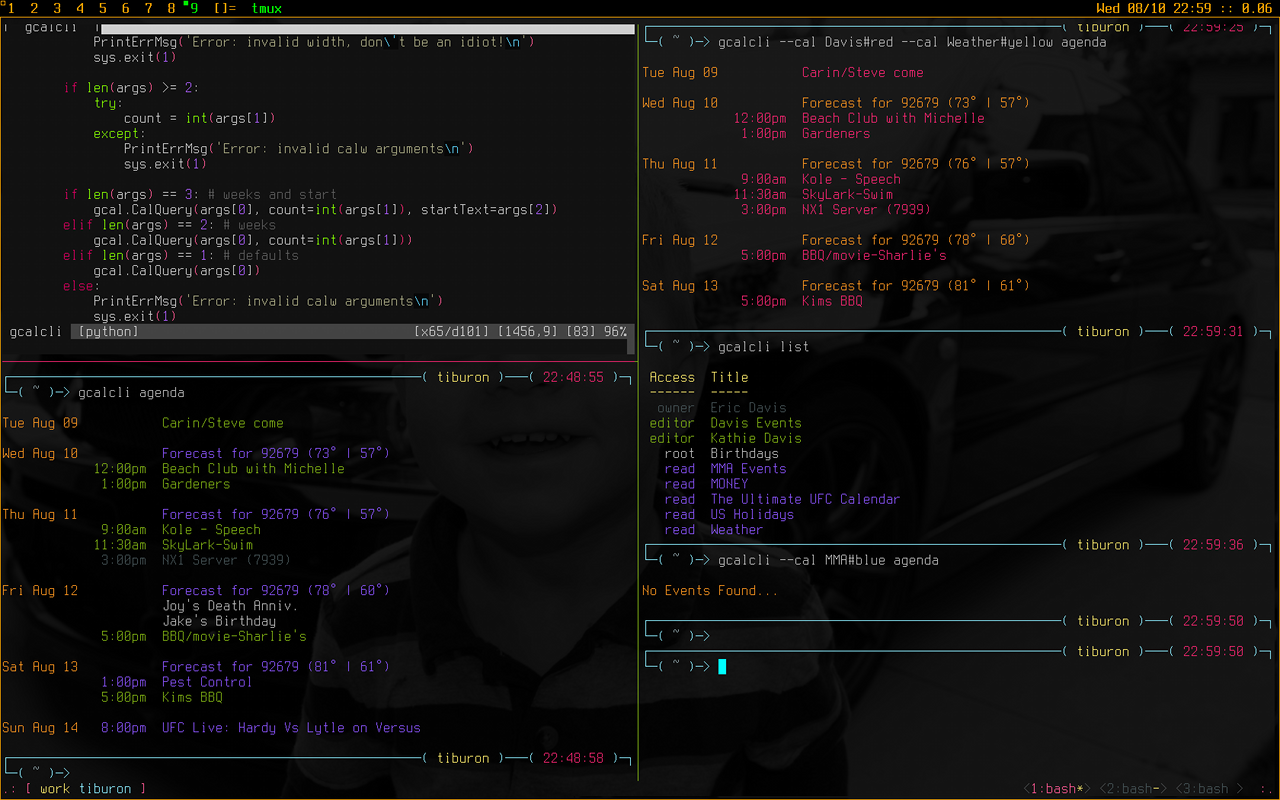 1 2 3 4 5 6 7 8 9 []= tmux Wed 08/10 22:59 :: 0.06
gcalcli
PrintErrMsg('Error: invalid width, don\'t be an idiot!\n')
sys.exit(1)
if len(args) >= 2:
try:
count = int(args[1])
except:
PrintErrMsg('Error: invalid calw arguments\n')
sys.exit(1)
if len(args) == 3: # weeks and start
gcal.CalQuery(args[0], count=int(args[1]), startText=args[2])
elif len(args) == 2: # weeks
gcal.CalQuery(args[0], count=int(args[1]))
elif len(args) == 1: # defaults
gcal.CalQuery(args[0])
else:
PrintErrMsg('Error: invalid calw arguments\n')
sys.exit(1)
gcalcli [python] [x65/d101] [1456,9] [83] 96%
( tiburon )──( 22:48:55 )─┐
└─( ~ )─> gcalcli agenda
Tue Aug 09 Carin/Steve come
Wed Aug 10 Forecast for 92679 (73° | 57°)
12:00pm Beach Club with Michelle
1:00pm Gardeners
Thu Aug 11 Forecast for 92679 (76° | 57°)
9:00am Kole - Speech
11:30am SkyLark-Swim
3:00pm NX1 Server (7939)
Fri Aug 12 Forecast for 92679 (78° | 60°)
Joy's Death Anniv.
Jake's Birthday
5:00pm BBQ/movie-Sharlie's
Sat Aug 13 Forecast for 92679 (81° | 61°)
1:00pm Pest Control
5:00pm Kims BBQ
Sun Aug 14 8:00pm UFC Live: Hardy Vs Lytle on Versus
( tiburon )──( 22:48:58 )─┐
└─( ~ )─>
( tiburon )──( 22:59:25 )─┐
└─( ~ )─> gcalcli --cal Davis#red --cal Weather#yellow agenda
Tue Aug 09 Carin/Steve come
Wed Aug 10 Forecast for 92679 (73° | 57°)
12:00pm Beach Club with Michelle
1:00pm Gardeners
Thu Aug 11 Forecast for 92679 (76° | 57°)
9:00am Kole - Speech
11:30am SkyLark-Swim
3:00pm NX1 Server (7939)
Fri Aug 12 Forecast for 92679 (78° | 60°)
5:00pm BBQ/movie-Sharlie's
Sat Aug 13 Forecast for 92679 (81° | 61°)
5:00pm Kims BBQ
( tiburon )──( 22:59:31 )─┐
└─( ~ )─> gcalcli list
Access Title
------ -----
owner Eric Davis
editor Davis Events
editor Kathie Davis
root Birthdays
read MMA Events
read MONEY
read The Ultimate UFC Calendar
read US Holidays
read Weather
( tiburon )──( 22:59:36 )─┐
└─( ~ )─> gcalcli --cal MMA#blue agenda
No Events Found...
( tiburon )──( 22:59:50 )─┐
└─( ~ )─>
( tiburon )──( 22:59:50 )─┐
└─( ~ )─>
.: [ work tiburon ] <1:bash*> <2:bash-> <3:bash > :.